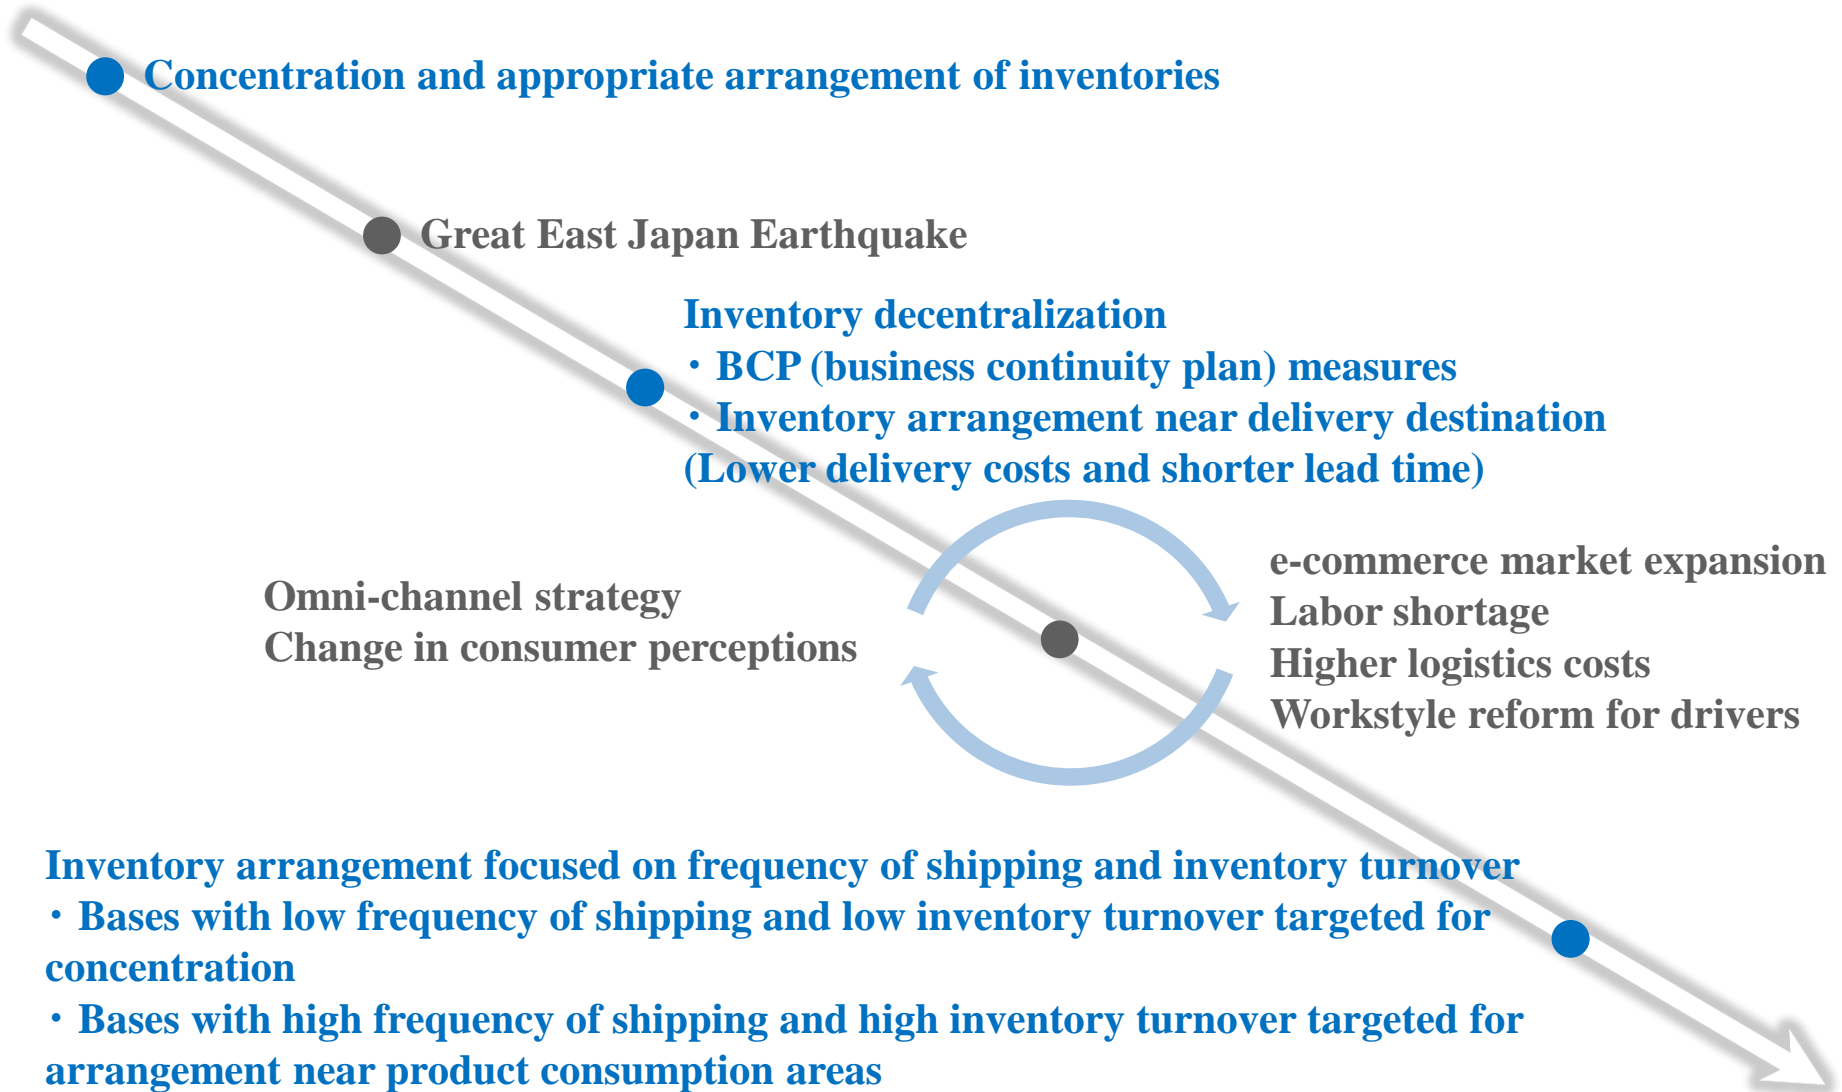 Concentration and appropriate arrangement of inventories
Great East Japan Earthquake
Inventory decentralization
・BCP (business continuity plan) measures
・Inventory arrangement near delivery destination
(Lower delivery costs and shorter lead time)
Omni-channel strategy
Change in consumer perceptions
e-commerce market expansion
Labor shortage
Higher logistics costs
Workstyle reform for drivers
Inventory arrangement focused on frequency of shipping and inventory turnover
・Bases with low frequency of shipping and low inventory turnover targeted for
concentration
・Bases with high frequency of shipping and high inventory turnover targeted for
arrangement near product consumption areas